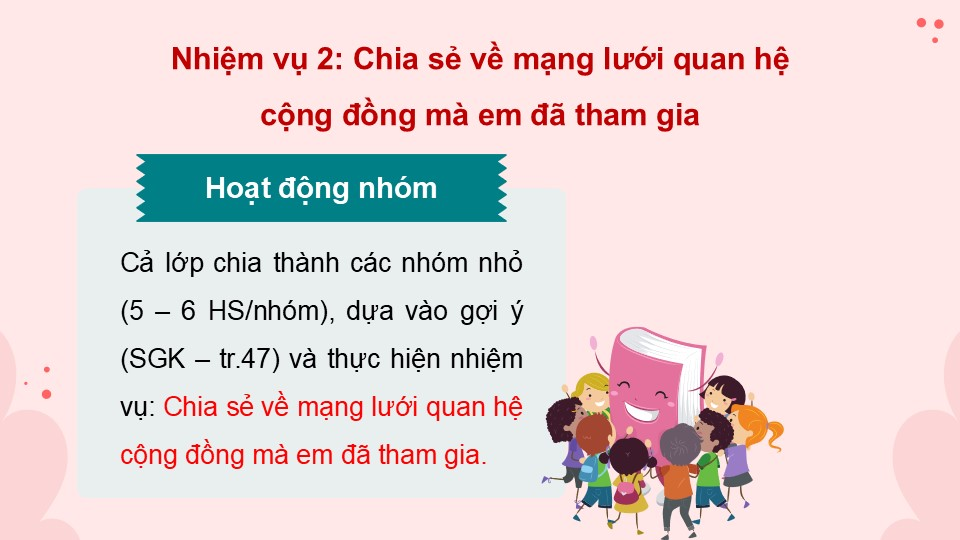 Nhiệm vụ 2: Chia sẻ về mạng lưới quan hệ
cộng đồng mà em đã tham gia
Hoạt động nhóm
Cả lớp chia thành các nhóm nhỏ
(5 – 6 HS/nhóm), dựa vào gợi ý
(SGK – tr.47) và thực hiện nhiệm
vụ: Chia sẻ về mạng lưới quan hệ
cộng đồng mà em đã tham gia.